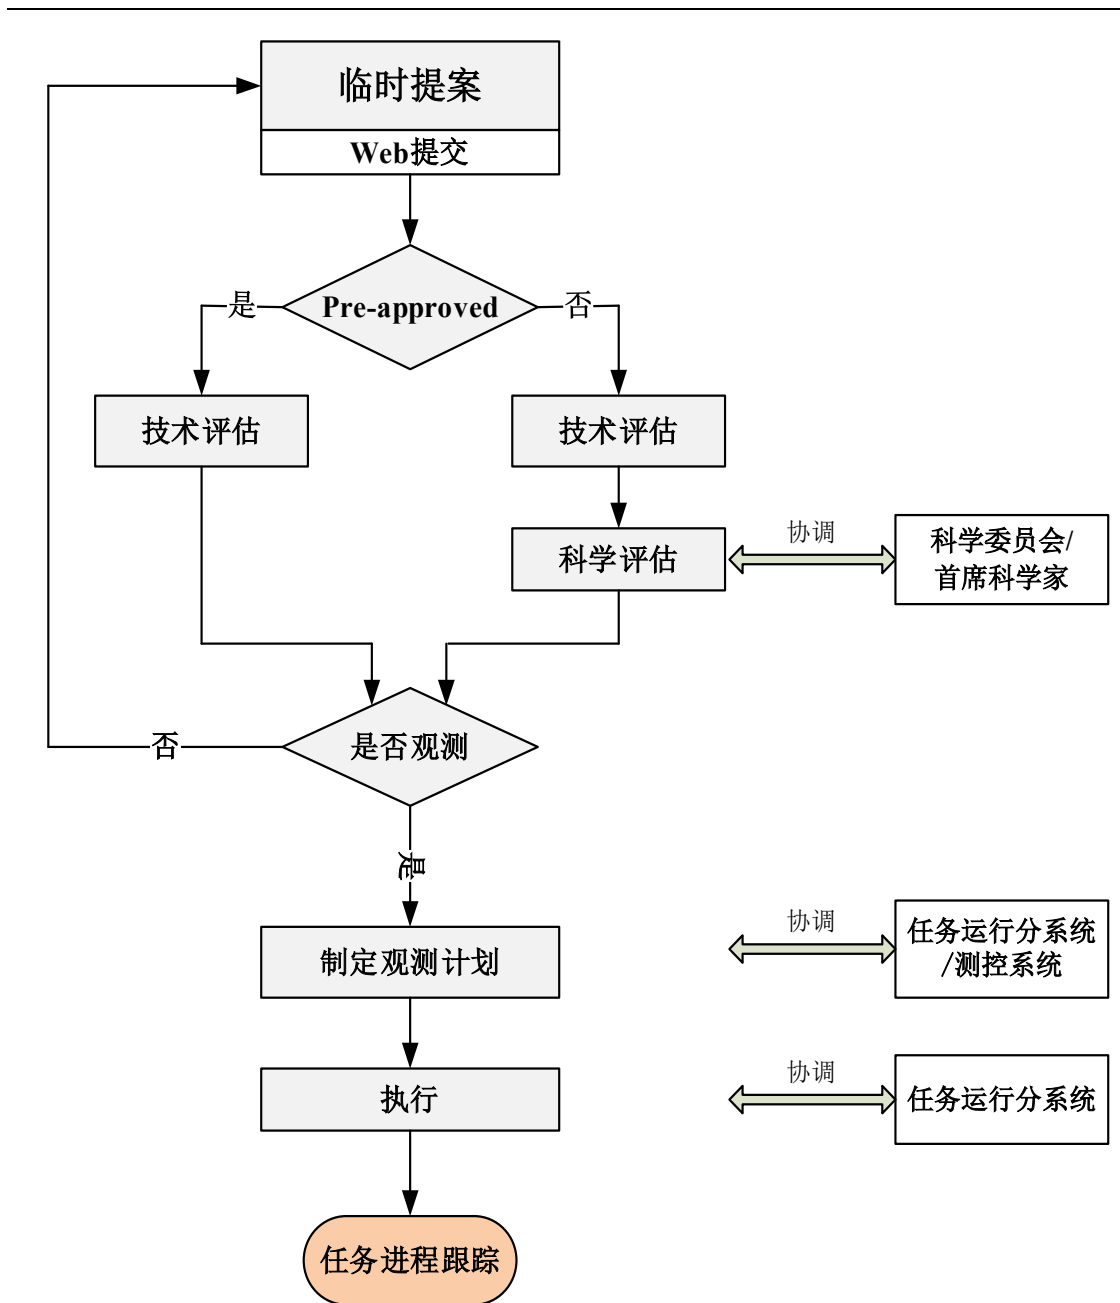 临时提案
Web提交
Pre-approved
是
否
技术评估
技术评估
科学评估
协调
科学委员会/
首席科学家
是否观测
否
是
制定观测计划
协调
任务运行分系统
/测控系统
执行
协调
任务运行分系统
任务进程跟踪